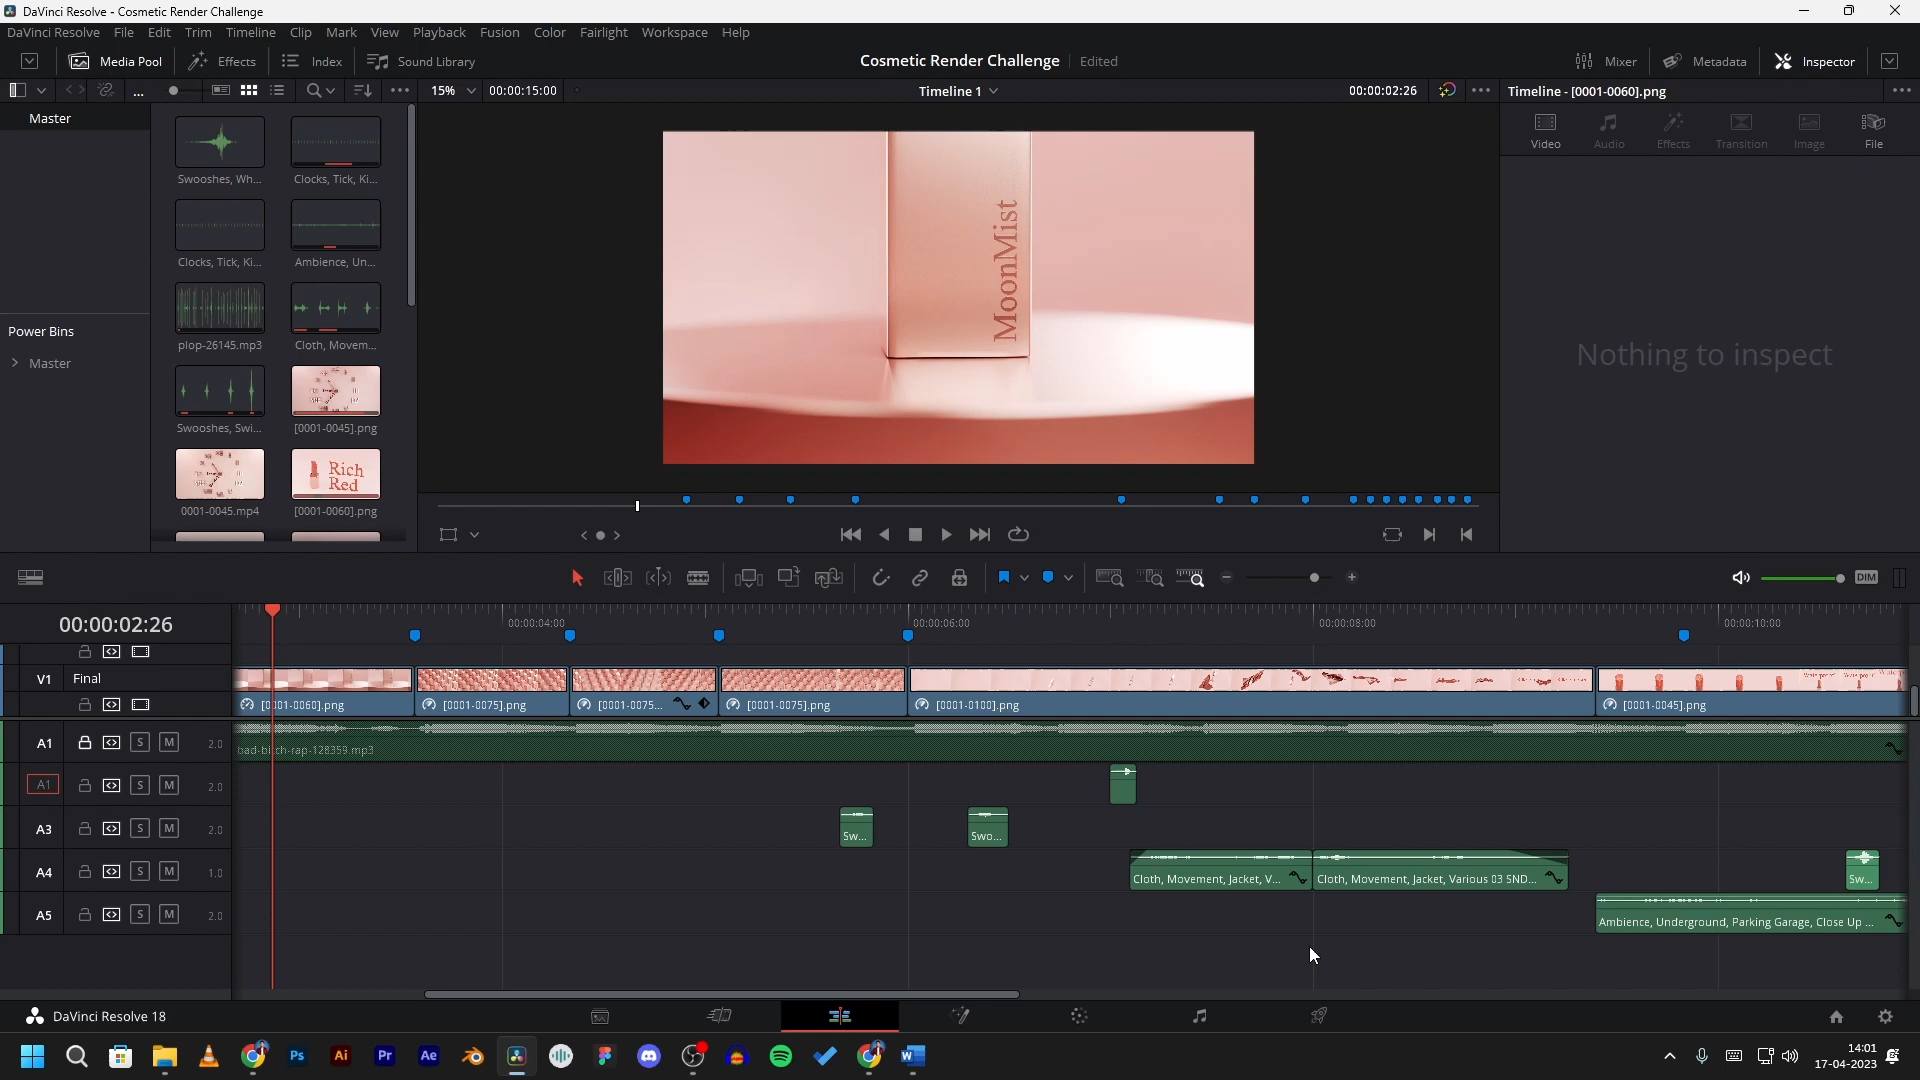 DaVinci Resolve - Cosmetic Render Challenge
DaVinci Resolve File Edit Trim Timeline Clip Mark View Playback Fusion Color Fairlight Workspace Help
Media Pool Effects Index Sound Library Cosmetic Render Challenge Edited Mixer Metadata Inspector
15% 00:00:15:00 Timeline 1 00:00:02:26 Timeline - [0001-0060].png
Master
Video Audio Effects Transition Image File
Swooshes, Wh... Clocks, Tick, Ki...
Clocks, Tick, Ki... Ambience, Un...
plop-26145.mp3 Cloth, Movem...
Swooshes, Swi... [0001-0045].png
Rich
Red
0001-0045.mp4 [0001-0060].png
Power Bins
Master
MoonMist
Nothing to inspect
DIM
00:00:02:26
00:00:04:00 00:00:06:00 00:00:08:00 00:00:10:00
V1 Final
[0001-0060].png [0001-0075].png [0001-0075... [0001-0075].png [0001-0100].png [0001-0045].png
A1 S M 2.0 bad-bitch-rap-128359.mp3
A1 S M 2.0
A3 S M 2.0 Sw... Swo...
A4 S M 1.0 Cloth, Movement, Jacket, V... Cloth, Movement, Jacket, Various 03 SND... Sw...
A5 S M 2.0 Ambience, Underground, Parking Garage, Close Up ...
DaVinci Resolve 18
Ps Ai Pr Ae W
14:01
17-04-2023